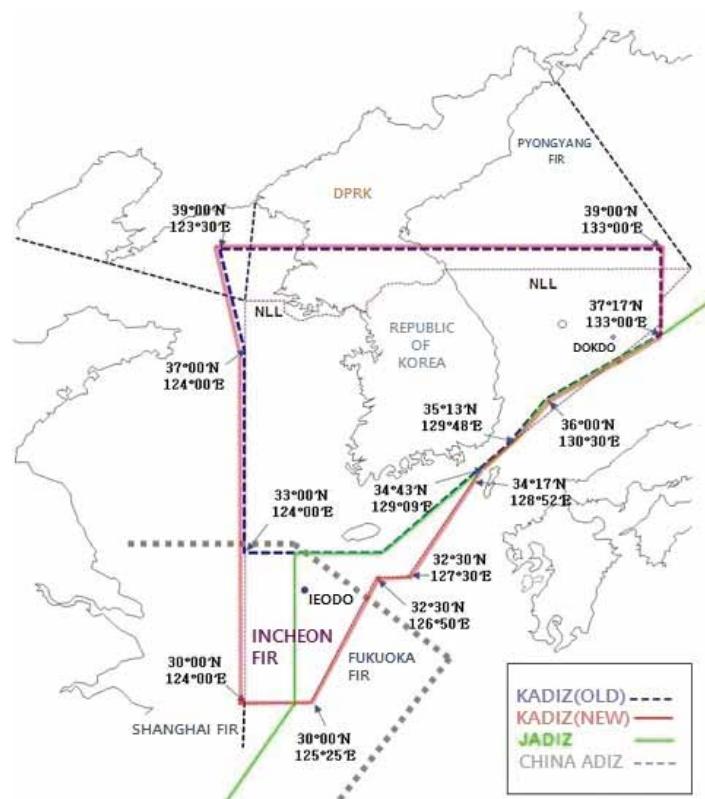 PYONGYANG
FIR
DPRK
39°00'N
123°30'E
39°00'N
133°00'E
NLL
NLL
37°17'N
133°00'E
DOKDO
REPUBLIC
OF
KOREA
37°00'N
124°00'E
35°13'N
129°48'E
36°00'N
130°30'E
34°43'N
129°09'E
34°17'N
128°52'E
33°00'N
124°00'E
32°30'N
127°30'E
IEODO
32°30'N
126°50'E
INCHEON
FIR
FUKUOKA
FIR
30°00'N
124°00'E
SHANGHAI FIR
30°00'N
125°25'E
KADIZ(OLD)
KADIZ(NEW)
JADIZ
CHINA ADIZ